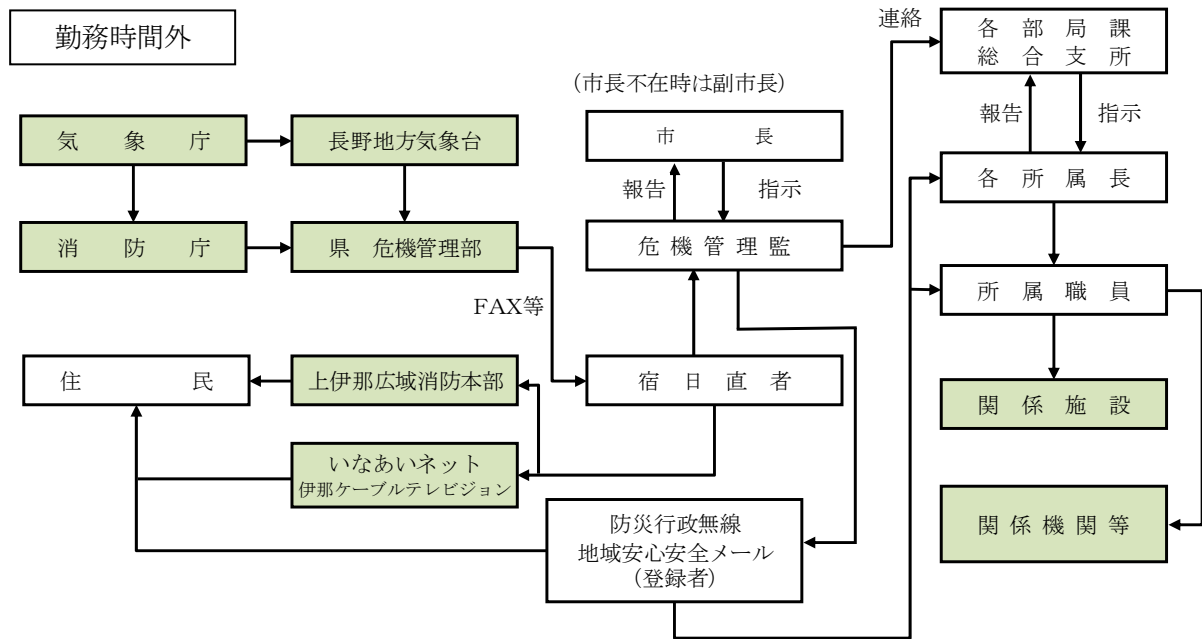 勤務時間外
連絡
各部局課
総合支所
(市長不在時は副市長)
報告
指示
気象庁
長野地方気象台
市長
各所属長
報告
指示
消防庁
県 危機管理部
危機管理監
所属職員
FAX等
住民
上伊那広域消防本部
宿日直者
関係施設
いなあいネット
伊那ケーブルテレビジョン
防災行政無線
地域安心安全メール
(登録者)
関係機関等